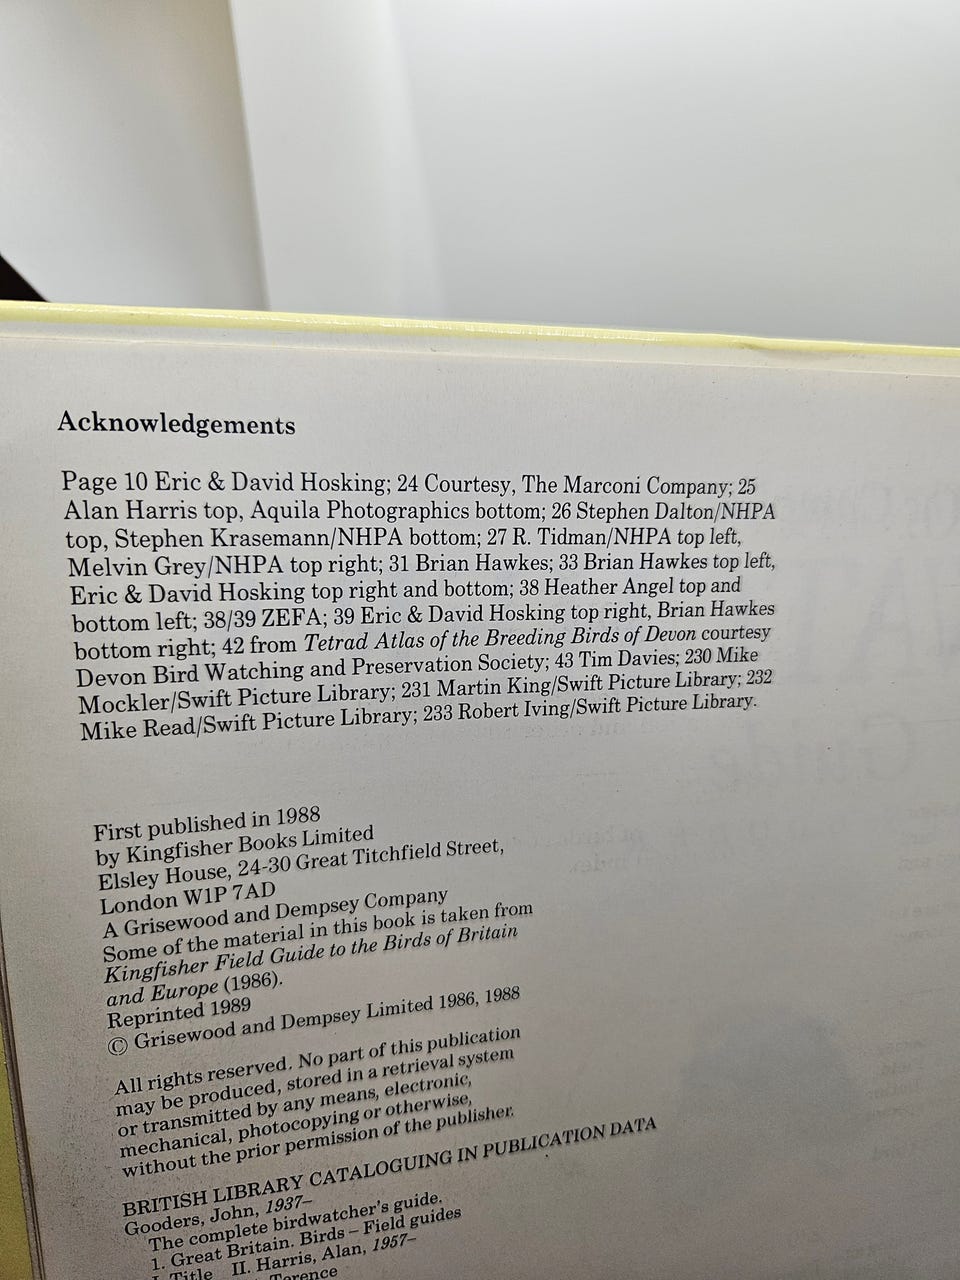 Acknowledgements
Page 10 Eric & David Hosking; 24 Courtesy, The Marconi Company; 25
Alan Harris top, Aquila Photographics bottom; 26 Stephen Dalton/NHPA
top, Stephen Krasemann/NHPA bottom; 27 R. Tidman/NHPA top left,
Melvin Grey/NHPA top right; 31 Brian Hawkes; 33 Brian Hawkes top left,
Eric & David Hosking top right and bottom; 38 Heather Angel top and
bottom left; 38/39 ZEFA; 39 Eric & David Hosking top right, Brian Hawkes
bottom right; 42 from Tetrad Atlas of the Breeding Birds of Devon courtesy
Devon Bird Watching and Preservation Society; 43 Tim Davies; 230 Mike
Mockler/Swift Picture Library; 231 Martin King/Swift Picture Library; 232
Mike Read/Swift Picture Library; 233 Robert Iving/Swift Picture Library.
First published in 1988
by Kingfisher Books Limited
Elsley House, 24-30 Great Titchfield Street,
London W1P 7AD
A Grisewood and Dempsey Company
Some of the material in this book is taken from
Kingfisher Field Guide to the Birds of Britain
and Europe (1986).
Reprinted 1989
© Grisewood and Dempsey Limited 1986, 1988
All rights reserved. No part of this publication
may be produced, stored in a retrieval system
or transmitted by any means, electronic,
mechanical, photocopying or otherwise,
without the prior permission of the publisher.
BRITISH LIBRARY CATALOGUING IN PUBLICATION DATA
Gooders, John, 1937–
The complete birdwatcher's guide.
1. Great Britain. Birds – Field guides
I. Title II. Harris, Alan, 1957–
Terence